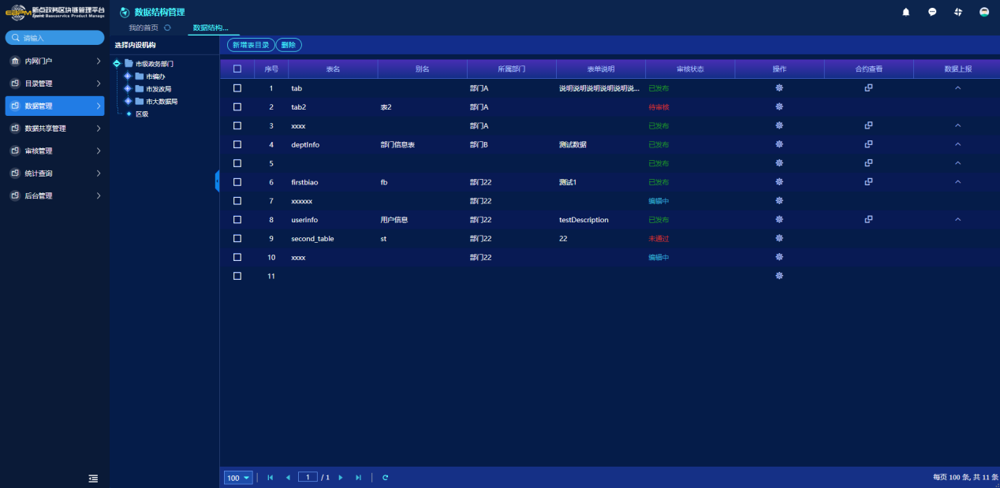 EBPM 新点政务区块链管理平台
Epoint Baasservice Product Manage
请输入
内网门户
目录管理
数据管理
数据共享管理
审核管理
统计查询
后台管理
数据结构管理
我的首页
数据结构...
选择内设机构
市级政务部门
市编办
市发改局
市大数据局
区级
新增表目录 删除
序号 表名 别名 所属部门 表单说明 审核状态 操作 合约查看 数据上报
1 tab 部门A 说明说明说明说明说明说... 已发布
2 tab2 表2 部门A 待审核
3 xxxx 部门A 已发布
4 deptInfo 部门信息表 部门B 测试数据 已发布
5 已发布
6 firstbiao fb 部门22 测试1 已发布
7 xxxxxx 部门22 编辑中
8 userinfo 用户信息 部门22 testDescription 已发布
9 second_table st 部门22 22 未通过
10 xxxx 部门22 编辑中
11
100 1 / 1 每页 100 条, 共 11 条